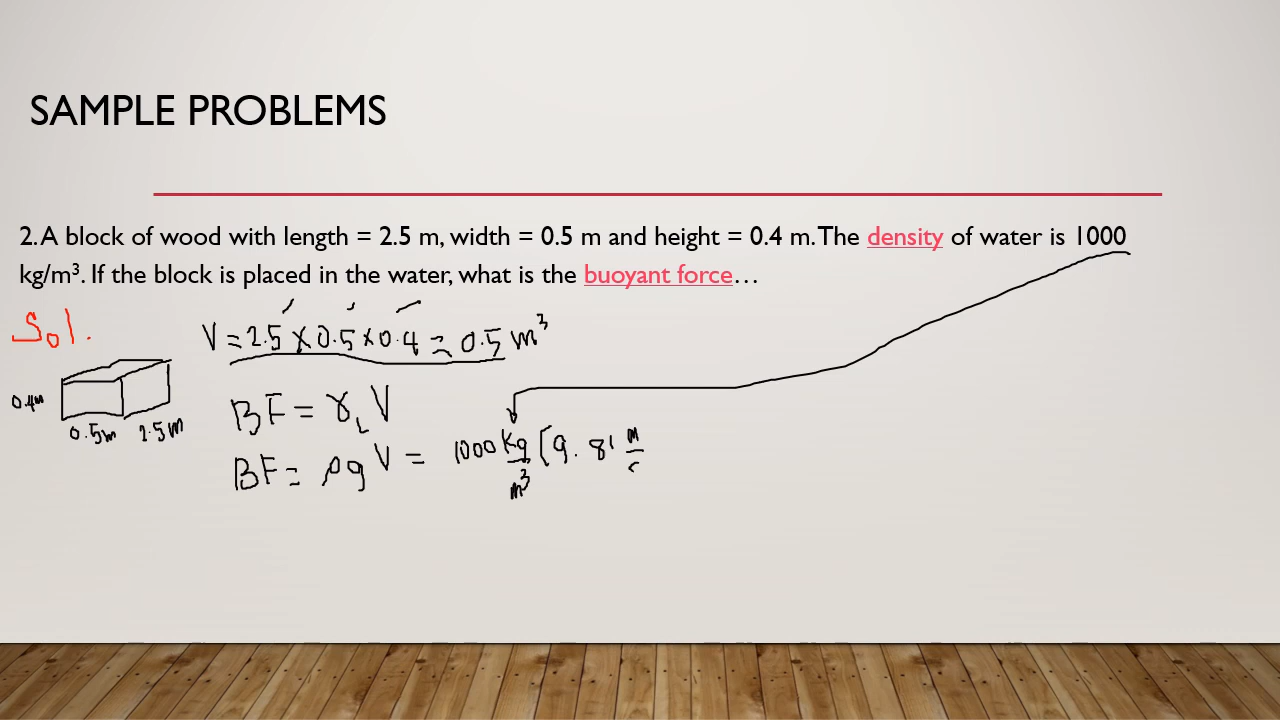 SAMPLE PROBLEMS
2. A block of wood with length = 2.5 m, width = 0.5 m and height = 0.4 m. The density of water is 1000
kg/m³. If the block is placed in the water, what is the buoyant force…
Sol.
V = 2.5 × 0.5 × 0.4 = 0.5 m³
0.4m
0.5m 2.5m
BF = γL V
BF = ρg V = 1000 kg/m³ (9.81 m